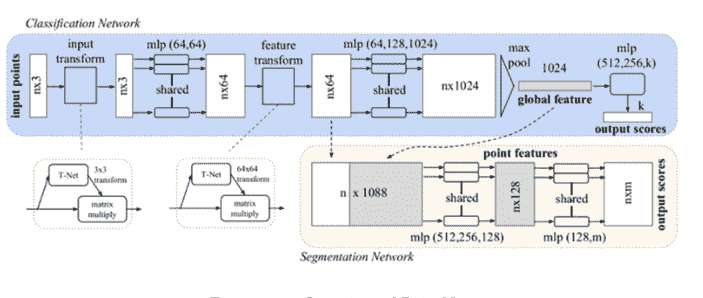 Classification Network
input points
nx3
input
transform
nx3
mlp (64,64)
shared
nx64
feature
transform
nx64
mlp (64,128,1024)
shared
nx1024
max
pool
1024
global feature
mlp
(512,256,k)
k
output scores
T-Net
3x3
transform
matrix
multiply
T-Net
64x64
transform
matrix
multiply
point features
n x 1088
shared
mlp (512,256,128)
nx128
shared
mlp (128,m)
nxm
output scores
Segmentation Network